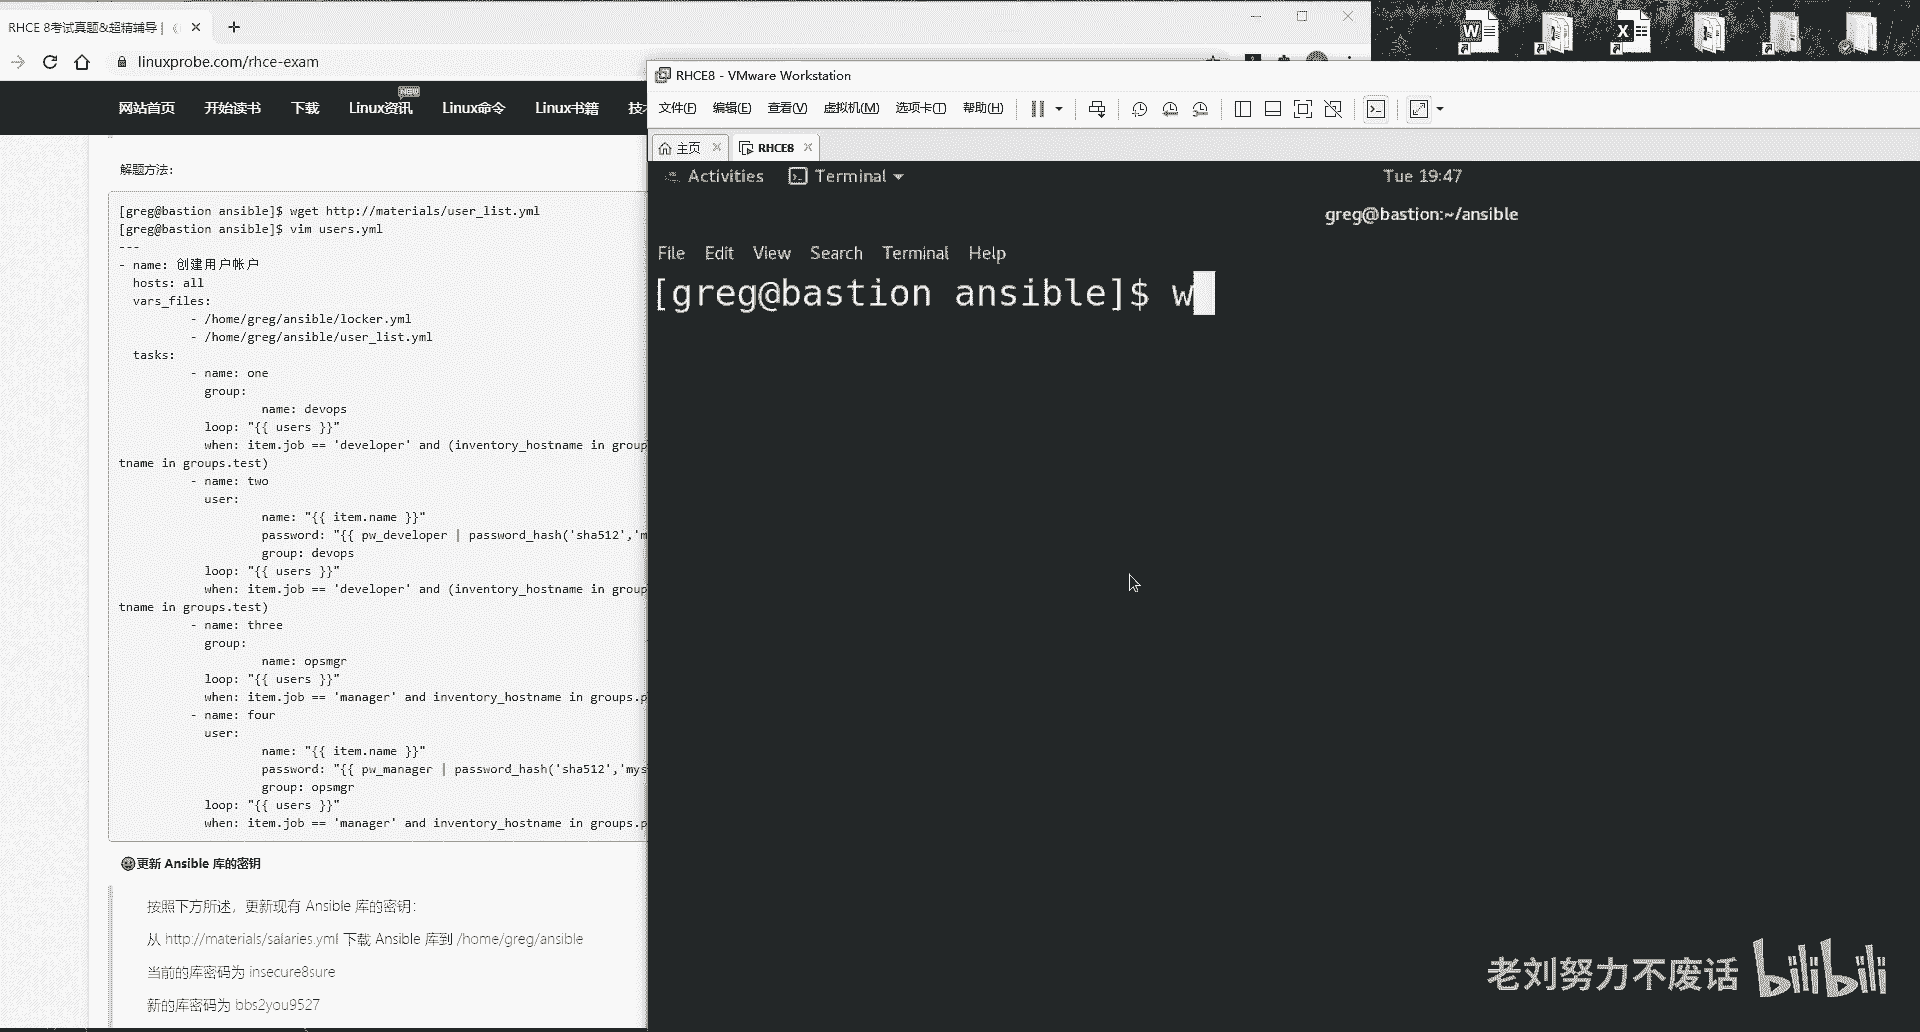 RHCE 8考试真题&超精辅导 |
linuxprobe.com/rhce-exam
NEW
网站首页 开始读书 下载 Linux资讯 Linux命令 Linux书籍
解题方法:
[greg@bastion ansible]$ wget http://materials/user_list.yml
[greg@bastion ansible]$ vim users.yml
---
- name: 创建用户帐户
hosts: all
vars_files:
- /home/greg/ansible/locker.yml
- /home/greg/ansible/user_list.yml
tasks:
- name: one
group:
name: devops
loop: "{{ users }}"
when: item.job == 'developer' and (inventory_hostname in group
tname in groups.test)
- name: two
user:
name: "{{ item.name }}"
password: "{{ pw_developer | password_hash('sha512','m
group: devops
loop: "{{ users }}"
when: item.job == 'developer' and (inventory_hostname in group
tname in groups.test)
- name: three
group:
name: opsmgr
loop: "{{ users }}"
when: item.job == 'manager' and inventory_hostname in groups.p
- name: four
user:
name: "{{ item.name }}"
password: "{{ pw_manager | password_hash('sha512','mys
group: opsmgr
loop: "{{ users }}"
when: item.job == 'manager' and inventory_hostname in groups.p
更新 Ansible 库的密钥
按照下方所述，更新现有 Ansible 库的密钥：
从 http://materials/salaries.yml 下载 Ansible 库到 /home/greg/ansible
当前的库密码为 insecure8sure
新的库密码为 bbs2you9527
RHCE8 - VMware Workstation
文件(F) 编辑(E) 查看(V) 虚拟机(M) 选项卡(T) 帮助(H)
主页 RHCE8
Activities Terminal Tue 19:47
greg@bastion:~/ansible
File Edit View Search Terminal Help
[greg@bastion ansible]$ w
老刘努力不废话 bilibili